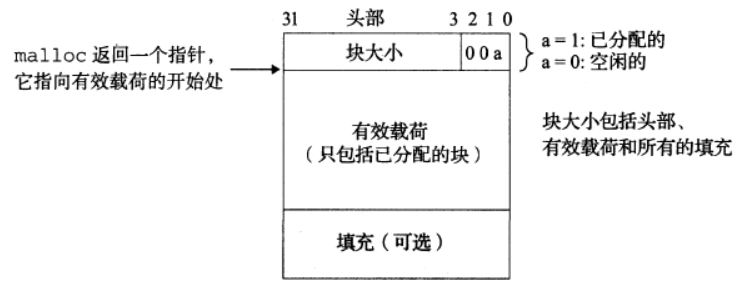 31 头部 3 2 1 0
malloc 返回一个指针，
它指向有效载荷的开始处
块大小
0 0 a
a = 1: 已分配的
a = 0: 空闲的
有效载荷
（只包括已分配的块）
块大小包括头部、
有效载荷和所有的填充
填充（可选）